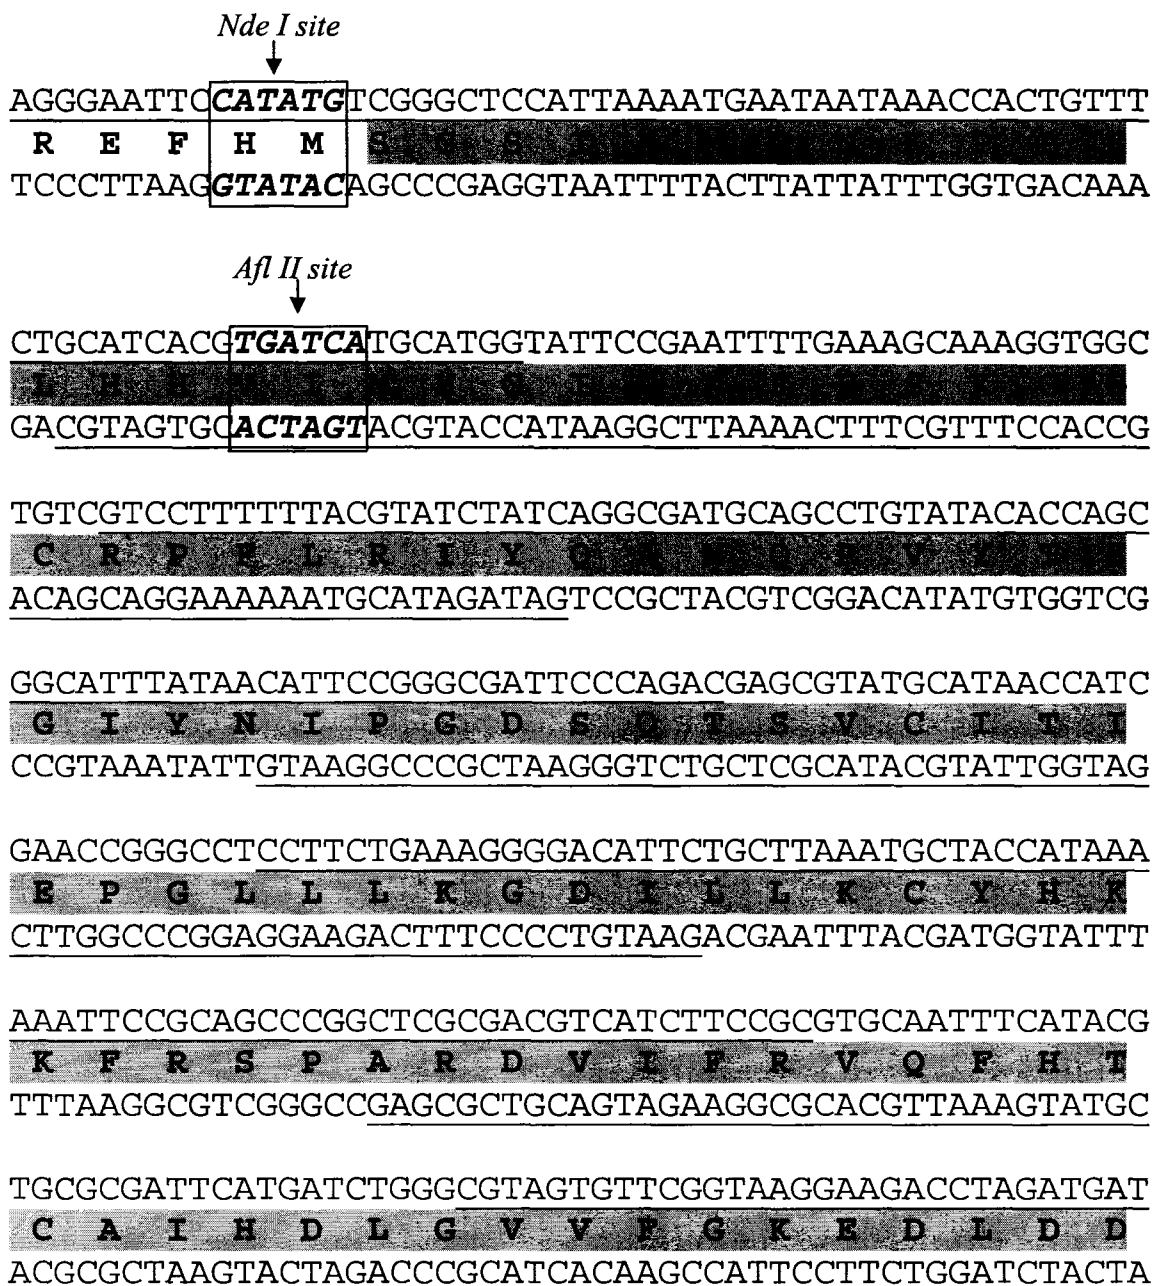 Nde I site
AGGGAATTCCATATGTCGGGCTCCATTAAAATGAATAATAAACCACTGTTT
R E F H M S G S
TCCCTTAAGGTATACAGCCCGAGGTAATTTTACTTATTATTTGGTGACAAA
Afl II site
CTGCATCACGTGATCATGCATGGTATTCCGAATTTTGAAAGCAAAGGTGGC
L H H I G I
GACGTAGTGCACTAGTACGTACCATAAGGCTTAAAACTTTCGTTTCCACCG
TGTCGTCCTTTTTTACGTATCTATCAGGCGATGCAGCCTGTATACACCAGC
C R P F L R I Y Q M Q V Y
ACAGCAGGAAAAAATGCATAGATAGTCCGCTACGTCGGACATATGTGGTCG
GGCATTTATAACATTCCGGGCGATTCCCAGACGAGCGTATGCATAACCATC
G I Y N I P G D S Q T S V C I T I
CCGTAAATATTGTAAGGCCCGCTAAGGGTCTGCTCGCATACGTATTGGTAG
GAACCGGGCCTCCTTCTGAAAGGGGACATTCTGCTTAAATGCTACCATAAA
E P G L L L K G D I L L K C Y H K
CTTGGCCCGGAGGAAGACTTTCCCCTGTAAGACGAATTTACGATGGTATTT
AAATTCCGCAGCCCGGCTCGCGACGTCATCTTCCGCGTGCAATTTCATACG
K F R S P A R D V I F R V Q F H T
TTTAAGGCGTCGGGCCGAGCGCTGCAGTAGAAGGCGCACGTTAAAGTATGC
TGCGCGATTCATGATCTGGGCGTAGTGTTCGGTAAGGAAGACCTAGATGAT
C A I H D L G V V F G K E D L D D
ACGCGCTAAGTACTAGACCCGCATCACAAGCCATTCCTTCTGGATCTACTA